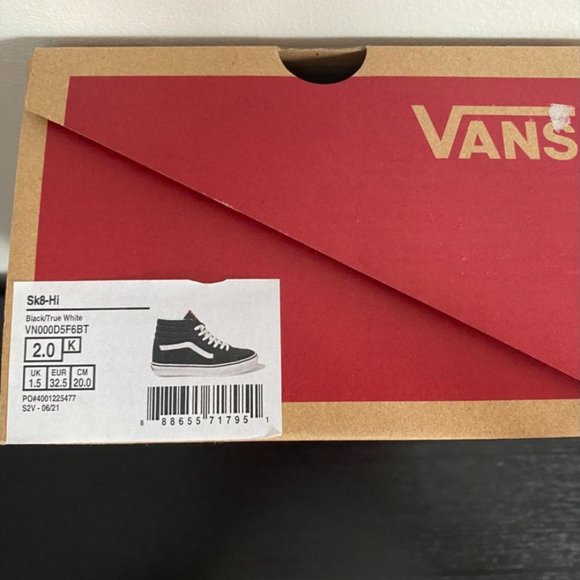 VANS
Sk8-Hi
Black/True White
VN000D5F6BT
2.0 K
UK EUR CM
1.5 32.5 20.0
PO#4001225477
S2V - 06/21
8 88655 71795 1